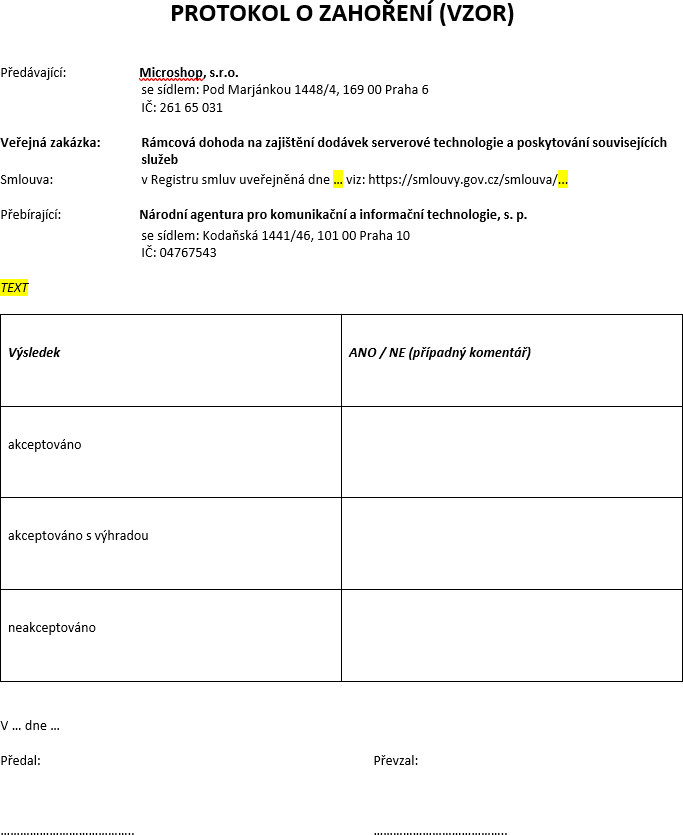 PROTOKOL O ZAHOŘENÍ (VZOR)
Předávající: Microshop, s.r.o.
se sídlem: Pod Marjánkou 1448/4, 169 00 Praha 6
IČ: 261 65 031
Veřejná zakázka: Rámcová dohoda na zajištění dodávek serverové technologie a poskytování souvisejících
služeb
Smlouva: v Registru smluv uveřejněná dne … viz: https://smlouvy.gov.cz/smlouva/…
Přebírající: Národní agentura pro komunikační a informační technologie, s. p.
se sídlem: Kodaňská 1441/46, 101 00 Praha 10
IČ: 04767543
TEXT
Výsledek ANO / NE (případný komentář)
akceptováno
akceptováno s výhradou
neakceptováno
V … dne …
Předal: Převzal:
………………………………….. …………………………………..